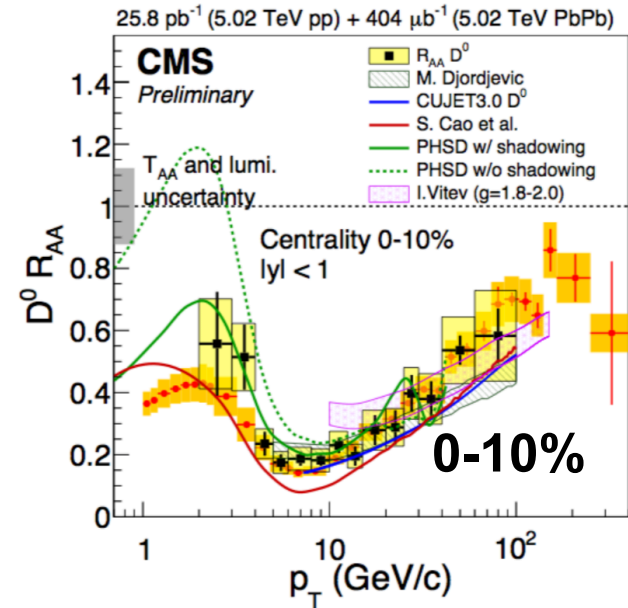 25.8 pb⁻¹ (5.02 TeV pp) + 404 μb⁻¹ (5.02 TeV PbPb)
CMS
Preliminary
R_AA D⁰
M. Djordjevic
CUJET3.0 D⁰
S. Cao et al.
PHSD w/ shadowing
PHSD w/o shadowing
I.Vitev (g=1.8-2.0)
T_AA and lumi.
uncertainty
Centrality 0-10%
|y| < 1
0-10%
D⁰ R_AA
1.4
1.2
1
0.8
0.6
0.4
0.2
0
1
10
10²
p_T (GeV/c)